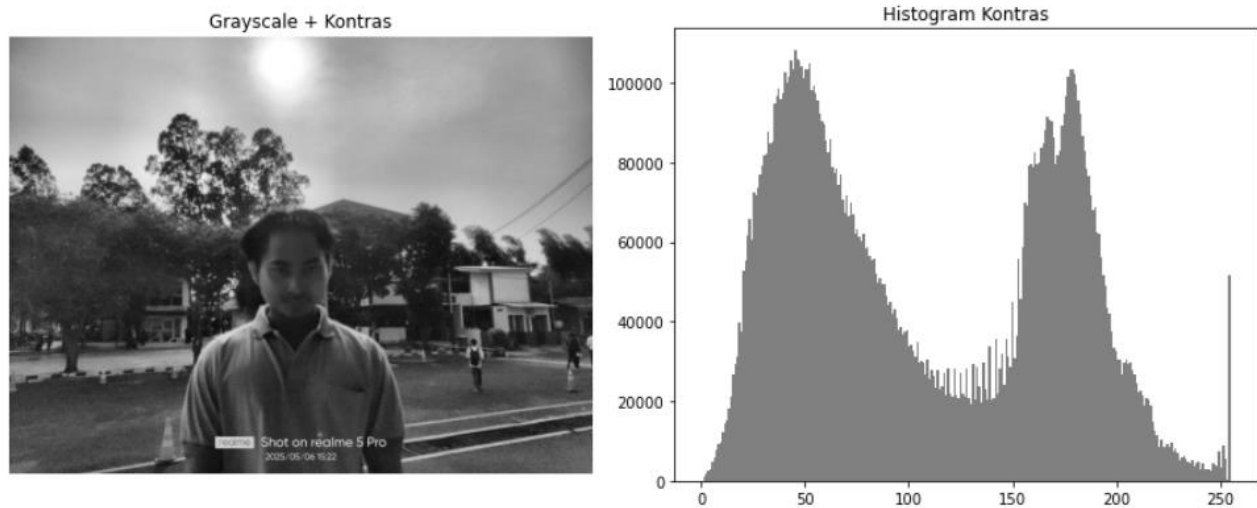 Grayscale + Kontras
realme Shot on realme 5 Pro
2025/05/06 15:22
Histogram Kontras
100000
80000
60000
40000
20000
0
0 50 100 150 200 250